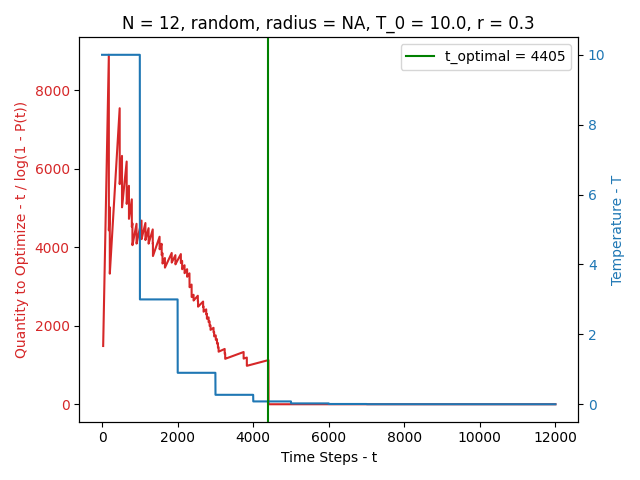 N = 12, random, radius = NA, T_0 = 10.0, r = 0.3
t_optimal = 4405
Quantity to Optimize - t / log(1 - P(t))
8000
6000
4000
2000
0
10
8
6
4
2
0
Temperature - T
0 2000 4000 6000 8000 10000 12000
Time Steps - t